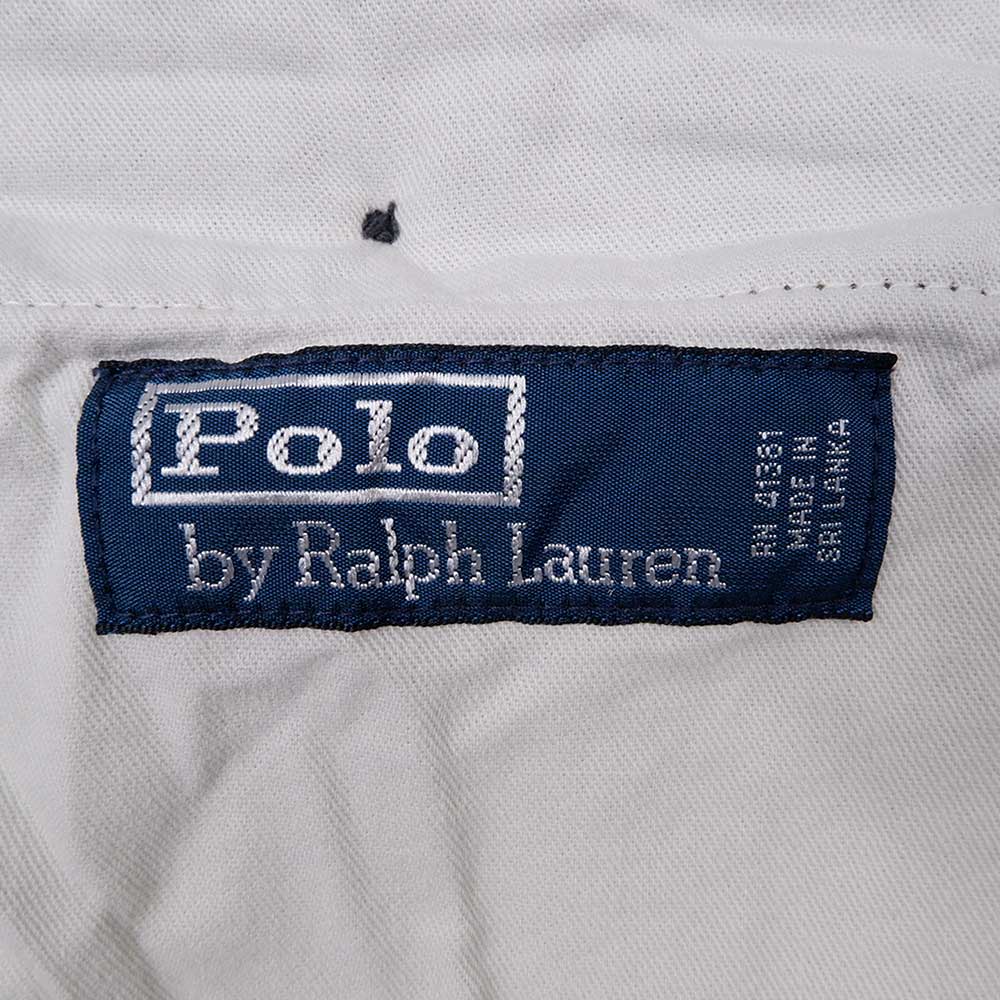 Polo
by Ralph Lauren
RN 41381
MADE IN
SRI LANKA